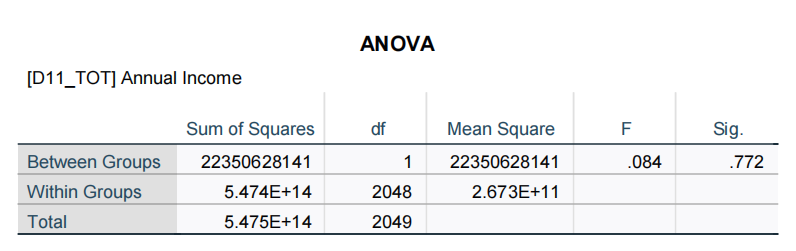 ANOVA
[D11_TOT] Annual Income
Sum of Squares df Mean Square F Sig.
Between Groups 22350628141 1 22350628141 .084 .772
Within Groups 5.474E+14 2048 2.673E+11
Total 5.475E+14 2049